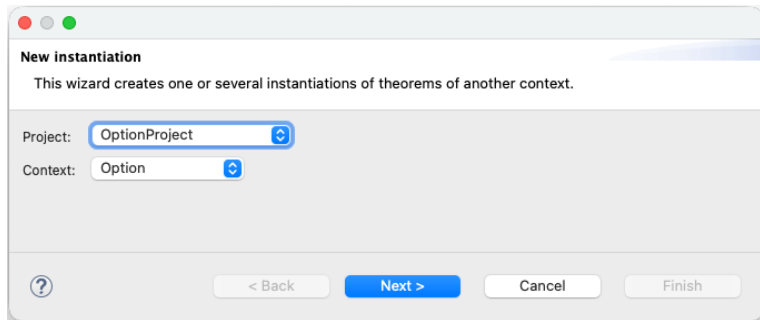 New instantiation
This wizard creates one or several instantiations of theorems of another context.
Project: OptionProject
Context: Option
? < Back Next > Cancel Finish